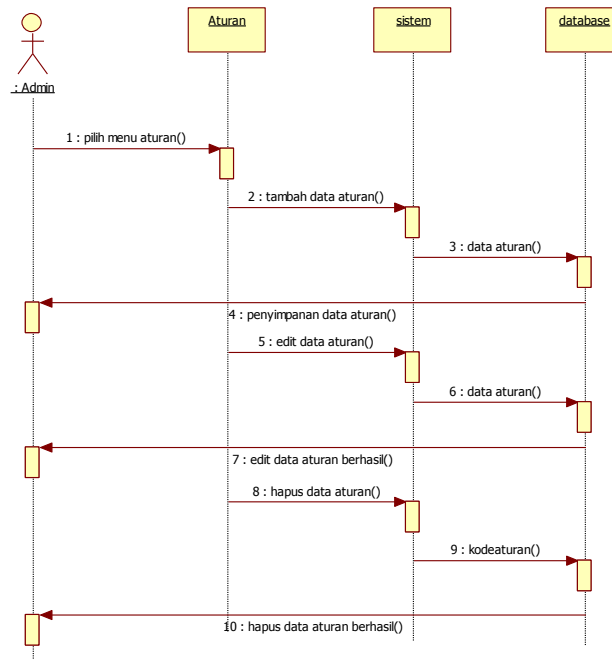 Aturan
sistem
database
: Admin
1 : pilih menu aturan()
2 : tambah data aturan()
3 : data aturan()
4 : penyimpanan data aturan()
5 : edit data aturan()
6 : data aturan()
7 : edit data aturan berhasil()
8 : hapus data aturan()
9 : kodeaturan()
10 : hapus data aturan berhasil()